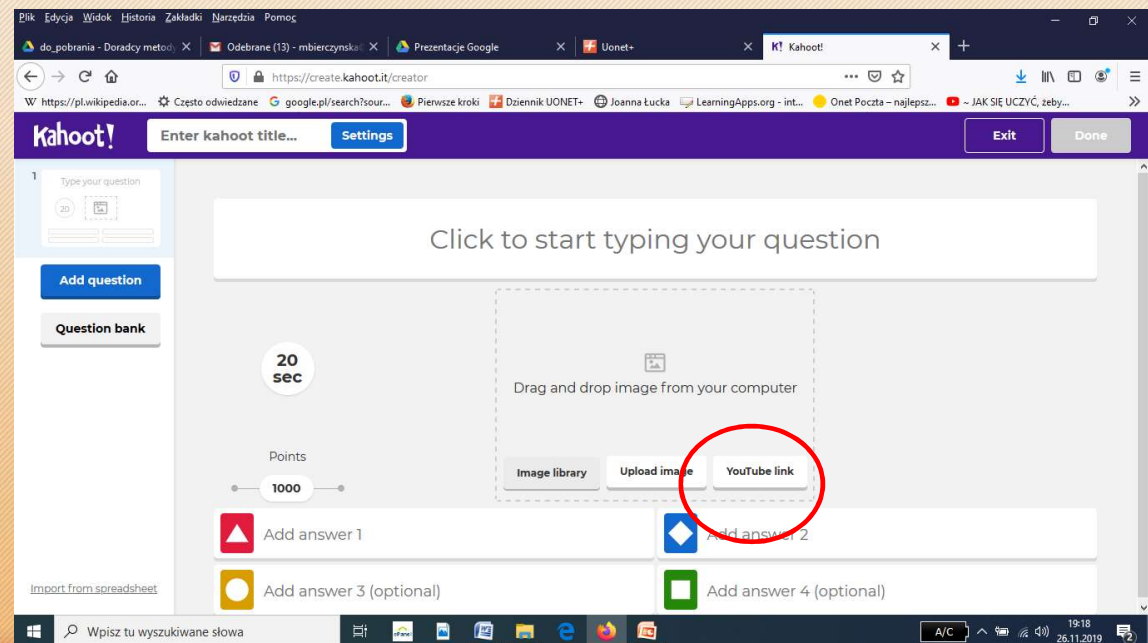 Plik Edycja Widok Historia Zakładki Narzędzia Pomoc
do_pobrania - Doradcy metod Odebrane (13) - mbierczynska Prezentacje Google Uonet+ K! Kahoot!
https://create.kahoot.it/creator
https://pl.wikipedia.or... Często odwiedzane google.pl/search?sour... Pierwsze kroki Dziennik UONET+ Joanna Łucka LearningApps.org - int... Onet Poczta – najlepsz... ~ JAK SIĘ UCZYĆ, żeby...
Kahoot! Enter kahoot title... Settings Exit Done
1 Type your question
20
Click to start typing your question
Add question
Question bank
20
sec
Drag and drop image from your computer
Points
1000
Image library Upload image YouTube link
Add answer 1 Add answer 2
Add answer 3 (optional) Add answer 4 (optional)
Import from spreadsheet
Wpisz tu wyszukiwane słowa A/C 19:18
26.11.2019